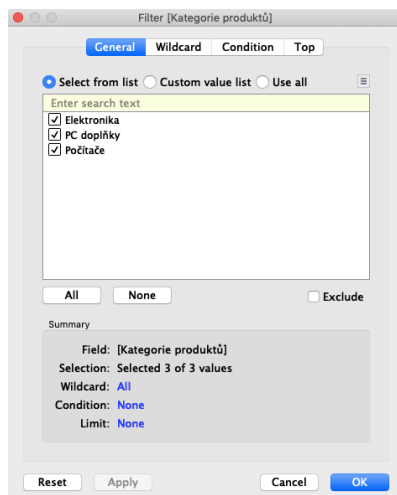 Filter [Kategorie produktů]
General Wildcard Condition Top
Select from list Custom value list Use all
Enter search text
Elektronika
PC doplňky
Počítače
All None Exclude
Summary
Field: [Kategorie produktů]
Selection: Selected 3 of 3 values
Wildcard: All
Condition: None
Limit: None
Reset Apply Cancel OK